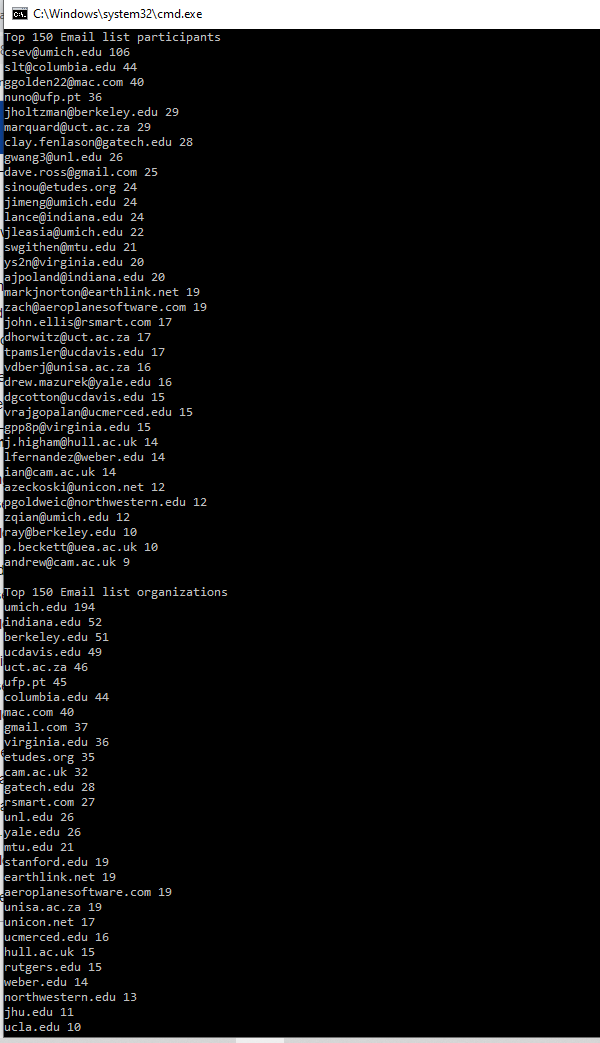 C:\Windows\system32\cmd.exe
Top 150 Email list participants
csev@umich.edu 106
slt@columbia.edu 44
ggolden22@mac.com 40
nuno@ufp.pt 36
jholtzman@berkeley.edu 29
marquard@uct.ac.za 29
clay.fenlason@gatech.edu 28
gwang3@unl.edu 26
dave.ross@gmail.com 25
sinou@etudes.org 24
jimeng@umich.edu 24
lance@indiana.edu 24
jleasia@umich.edu 22
swgithen@mtu.edu 21
ys2n@virginia.edu 20
ajpoland@indiana.edu 20
markjnorton@earthlink.net 19
zach@aeroplanesoftware.com 19
john.ellis@rsmart.com 17
dhorwitz@uct.ac.za 17
tpamsler@ucdavis.edu 17
vdberj@unisa.ac.za 16
drew.mazurek@yale.edu 16
dgcotton@ucdavis.edu 15
vrajgopalan@ucmerced.edu 15
gpp8p@virginia.edu 15
j.higham@hull.ac.uk 14
lfernandez@weber.edu 14
ian@cam.ac.uk 14
azeckoski@unicon.net 12
pgoldweic@northwestern.edu 12
zqian@umich.edu 12
ray@berkeley.edu 10
p.beckett@uea.ac.uk 10
andrew@cam.ac.uk 9
Top 150 Email list organizations
umich.edu 194
indiana.edu 52
berkeley.edu 51
ucdavis.edu 49
uct.ac.za 46
ufp.pt 45
columbia.edu 44
mac.com 40
gmail.com 37
virginia.edu 36
etudes.org 35
cam.ac.uk 32
gatech.edu 28
rsmart.com 27
unl.edu 26
yale.edu 26
mtu.edu 21
stanford.edu 19
earthlink.net 19
aeroplanesoftware.com 19
unisa.ac.za 19
unicon.net 17
ucmerced.edu 16
hull.ac.uk 15
rutgers.edu 15
weber.edu 14
northwestern.edu 13
jhu.edu 11
ucla.edu 10